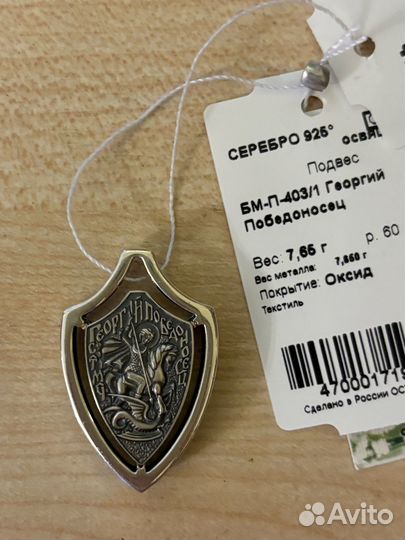 СЕРЕБРО 925°
Подвес
БМ-П-403/1 Георгий
Победоносец
Вес: 7,65 г р. 60
Вес металла: 7,650 г
Покрытие: Оксид
Текстиль
47000171
Сделано в России
Avito